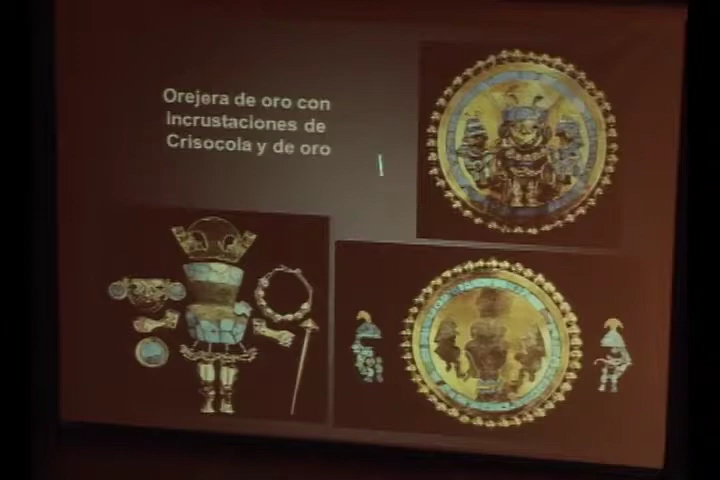 Orejera de oro con
Incrustaciones de
Crisocola y de oro